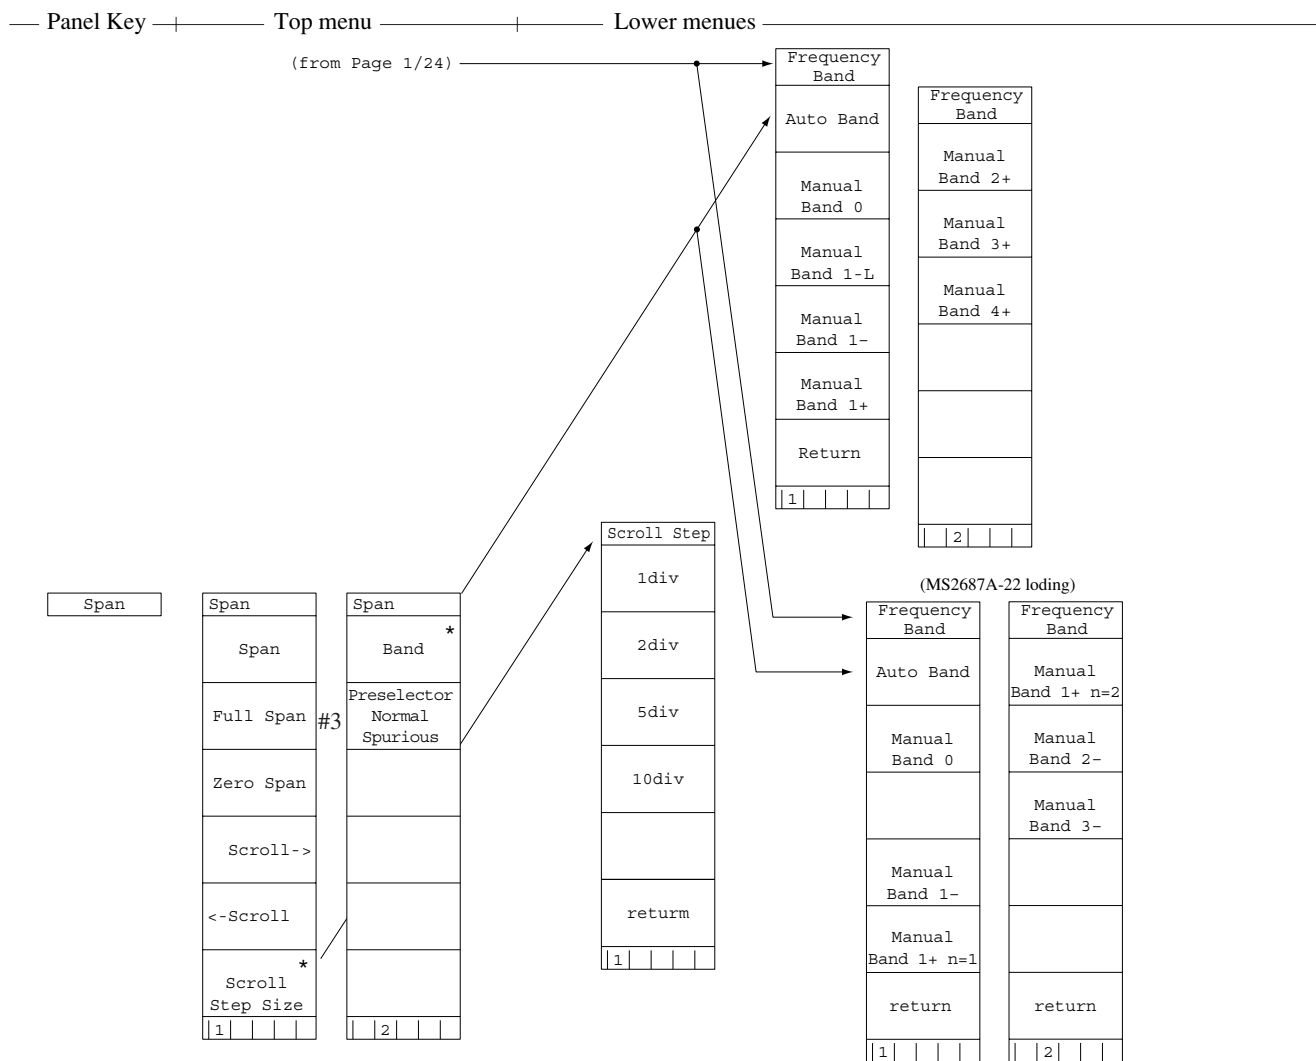 Panel Key
Top menu
Lower menues
(from Page 1/24)
Frequency
Band
Auto Band
Manual
Band 0
Manual
Band 1-L
Manual
Band 1-
Manual
Band 1+
Return
1
Frequency
Band
Manual
Band 2+
Manual
Band 3+
Manual
Band 4+
2
Span
Span
Span
Full Span
Zero Span
Scroll->
<-Scroll
*
Scroll
Step Size
1
#3
Span
*
Band
Preselector
Normal
Spurious
2
Scroll Step
1div
2div
5div
10div
returm
1
(MS2687A-22 loding)
Frequency
Band
Auto Band
Manual
Band 0
Manual
Band 1-
Manual
Band 1+ n=1
return
1
Frequency
Band
Manual
Band 1+ n=2
Manual
Band 2-
Manual
Band 3-
return
2